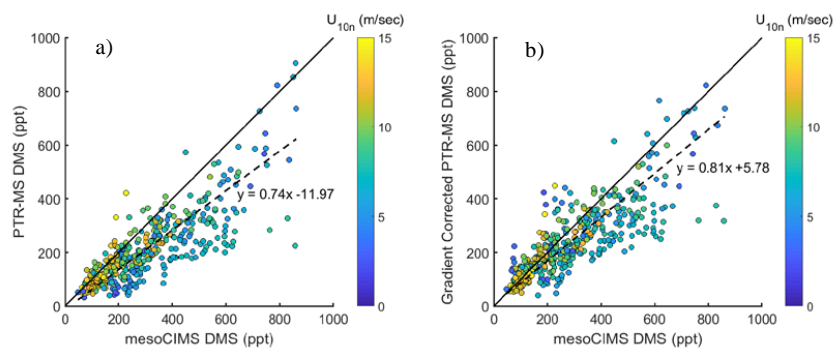 a)
U10n (m/sec)
PTR-MS DMS (ppt)
1000
800
600
400
200
0
y = 0.74x -11.97
0 200 400 600 800 1000
mesoCIMS DMS (ppt)
15
10
5
0
b)
U10n (m/sec)
Gradient Corrected PTR-MS DMS (ppt)
1000
800
600
400
200
0
y = 0.81x +5.78
0 200 400 600 800 1000
mesoCIMS DMS (ppt)
15
10
5
0